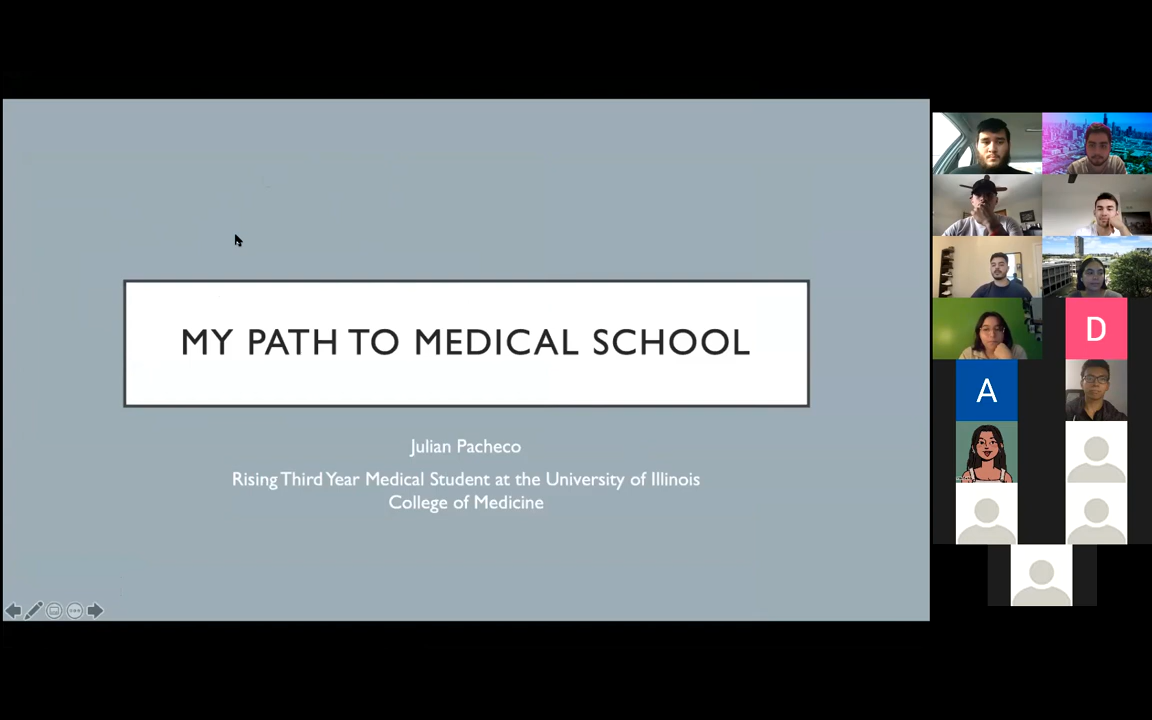 MY PATH TO MEDICAL SCHOOL
Julian Pacheco
Rising Third Year Medical Student at the University of Illinois
College of Medicine
D
A